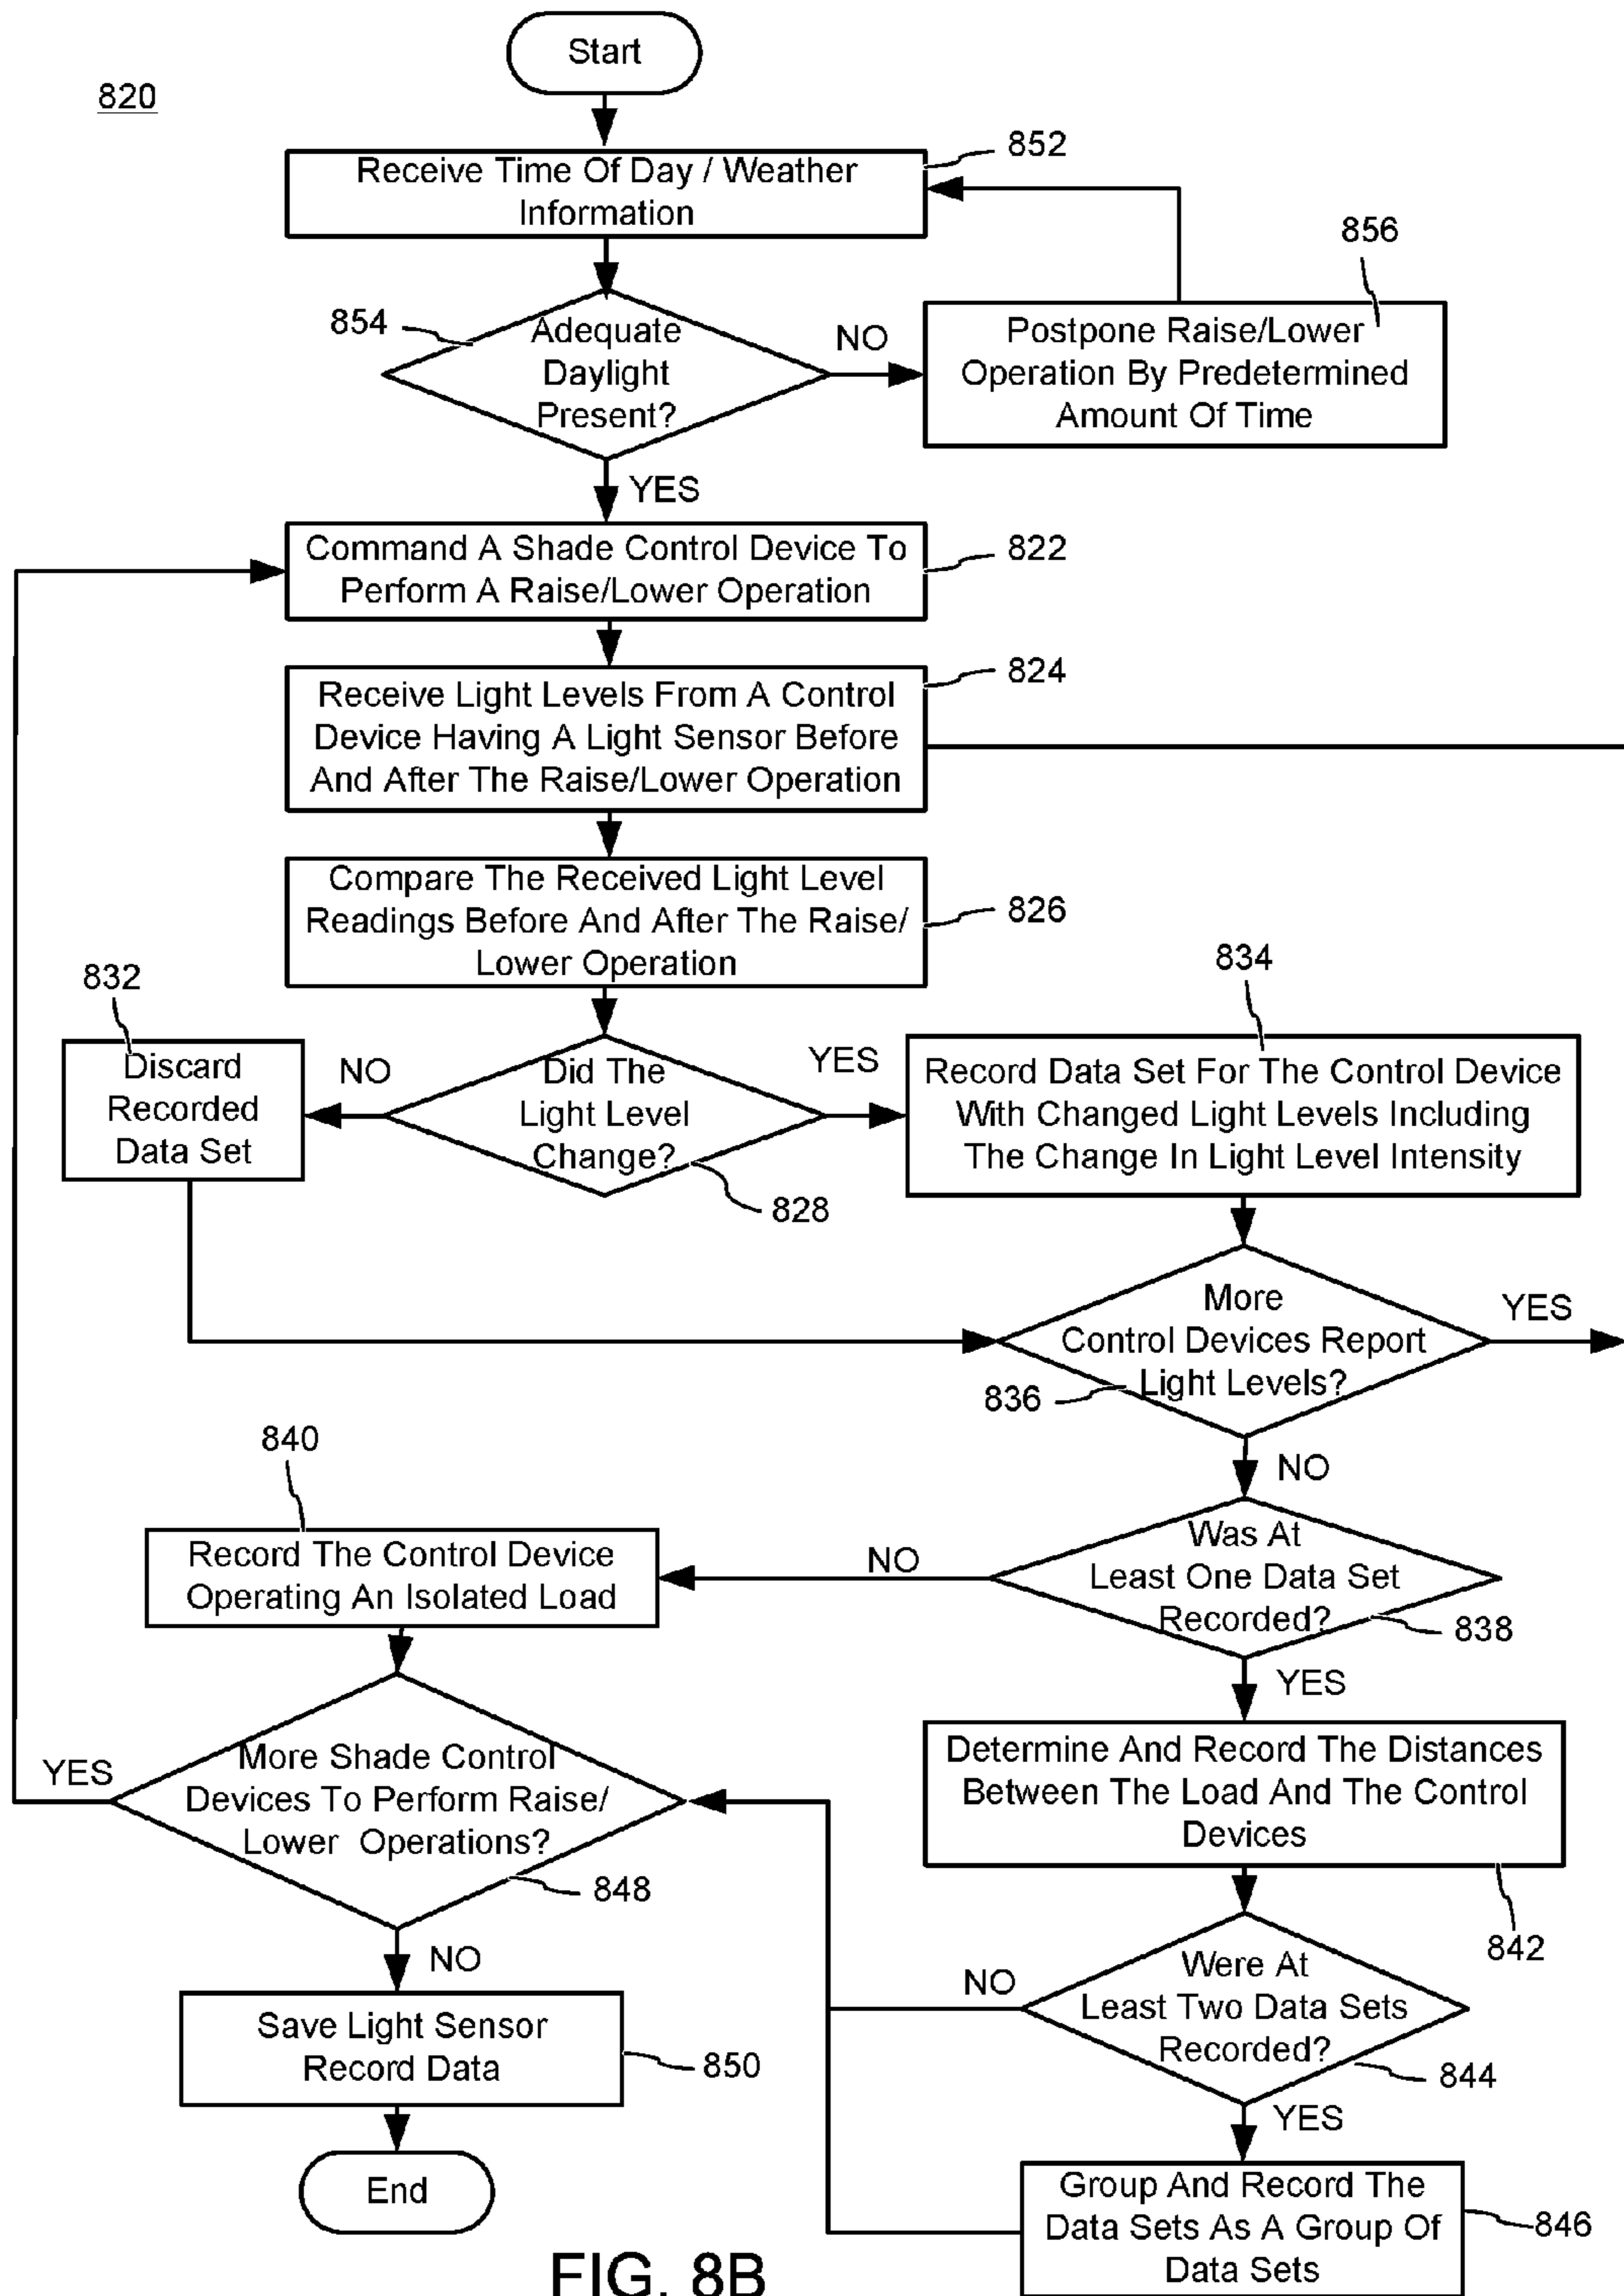 Start
820
852
Receive Time Of Day / Weather
Information
856
854
Adequate
Daylight
Present?
NO
Postpone Raise/Lower
Operation By Predetermined
Amount Of Time
YES
Command A Shade Control Device To
Perform A Raise/Lower Operation
822
824
Receive Light Levels From A Control
Device Having A Light Sensor Before
And After The Raise/Lower Operation
Compare The Received Light Level
Readings Before And After The Raise/
Lower Operation
826
832
834
Discard
Recorded
Data Set
NO
Did The
Light Level
Change?
YES
828
Record Data Set For The Control Device
With Changed Light Levels Including
The Change In Light Level Intensity
More
Control Devices Report
Light Levels?
YES
836
NO
840
Record The Control Device
Operating An Isolated Load
NO
Was At
Least One Data Set
Recorded?
838
YES
YES
More Shade Control
Devices To Perform Raise/
Lower Operations?
848
Determine And Record The Distances
Between The Load And The Control
Devices
842
NO
NO
Were At
Least Two Data Sets
Recorded?
844
Save Light Sensor
Record Data
850
YES
End
Group And Record The
Data Sets As A Group Of
Data Sets
846
FIG. 8B